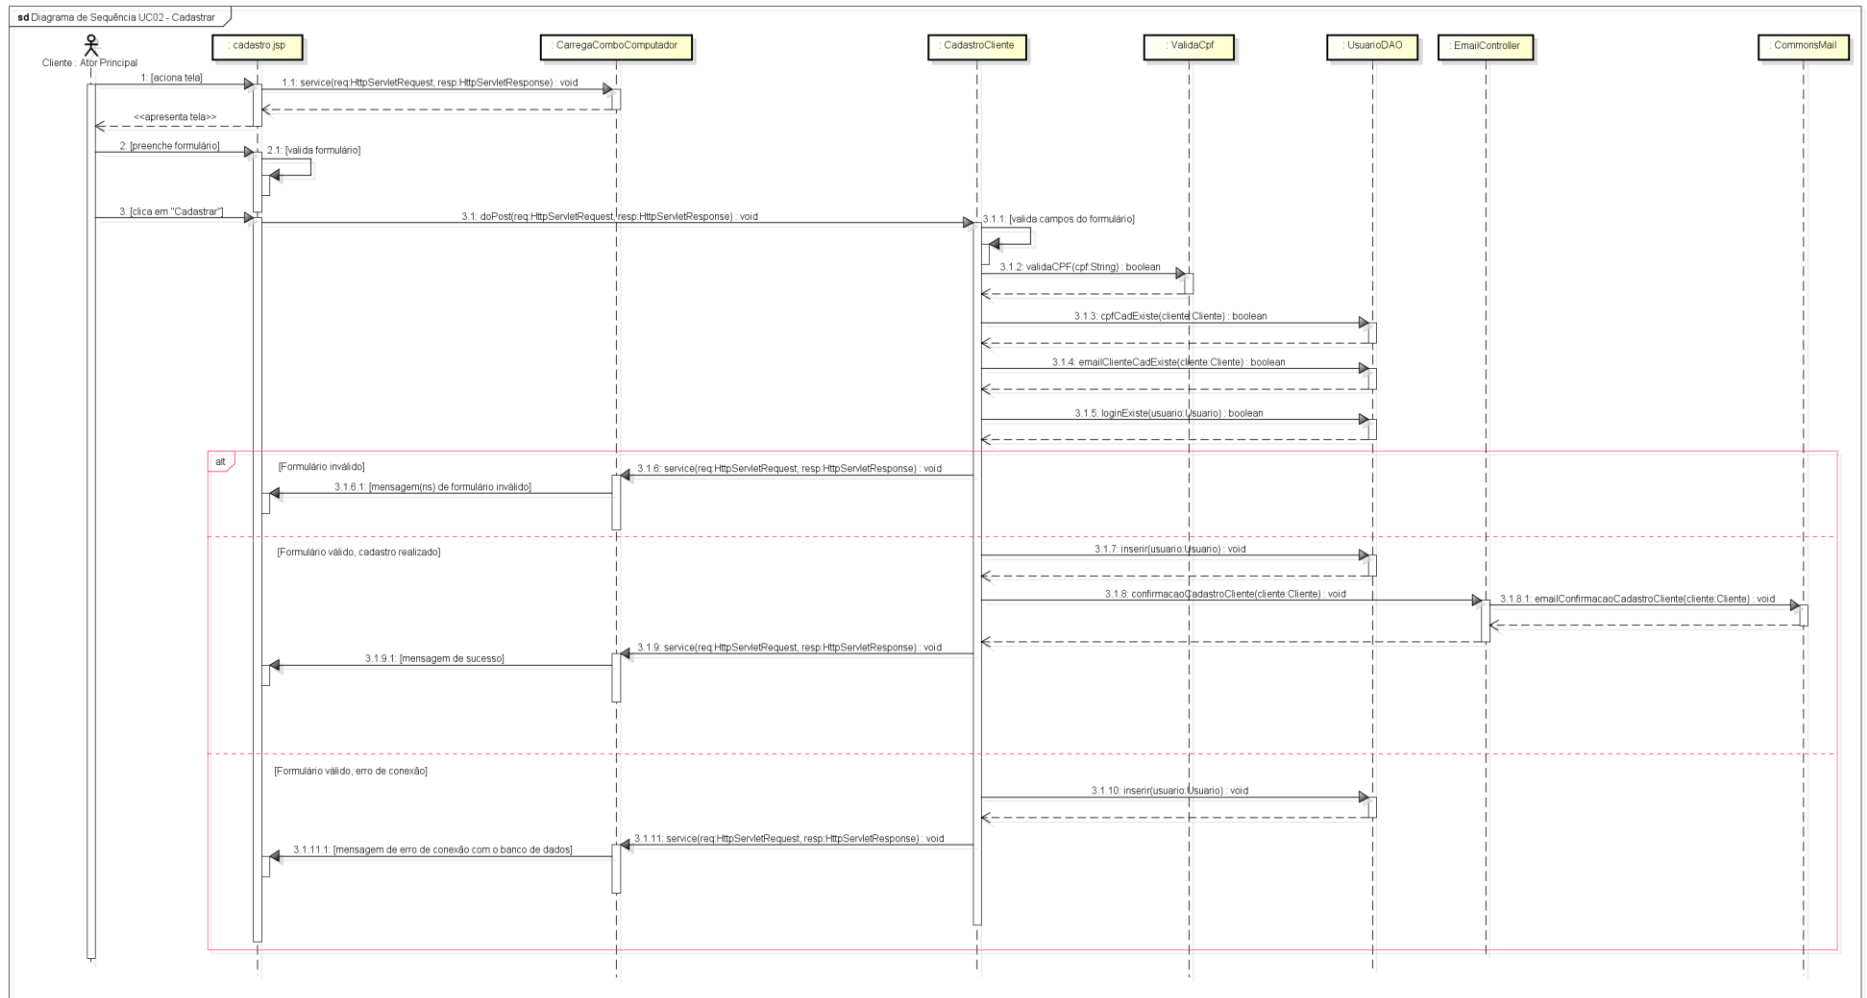 sd Diagrama de Sequência UC02 - Cadastrar
Cliente : Ator Principal
: cadastro.jsp
: CarregaComboComputador
: CadastroCliente
: ValidaCpf
: UsuarioDAO
: EmailController
: CommonsMail
1: [aciona tela]
1.1: service(req:HttpServletRequest, resp:HttpServletResponse) : void
<<apresenta tela>>
2: [preenche formulário]
2.1: [valida formulário]
3: [clica em "Cadastrar"]
3.1: doPost(req:HttpServletRequest, resp:HttpServletResponse) : void
3.1.1: [valida campos do formulário]
3.1.2: validaCPF(cpf:String) : boolean
3.1.3: cpfCadExiste(cliente:Cliente) : boolean
3.1.4: emailClienteCadExiste(cliente:Cliente) : boolean
3.1.5: loginExiste(usuario:Usuario) : boolean
alt
[Formulário inválido]
3.1.6: service(req:HttpServletRequest, resp:HttpServletResponse) : void
3.1.6.1: [mensagem(ns) de formulário inválido]
[Formulário válido, cadastro realizado]
3.1.7: inserir(usuario:Usuario) : void
3.1.8: confirmacaoCadastroCliente(cliente:Cliente) : void
3.1.8.1: emailConfirmacaoCadastroCliente(cliente:Cliente) : void
3.1.9: service(req:HttpServletRequest, resp:HttpServletResponse) : void
3.1.9.1: [mensagem de sucesso]
[Formulário válido, erro de conexão]
3.1.10: inserir(usuario:Usuario) : void
3.1.11: service(req:HttpServletRequest, resp:HttpServletResponse) : void
3.1.11.1: [mensagem de erro de conexão com o banco de dados]